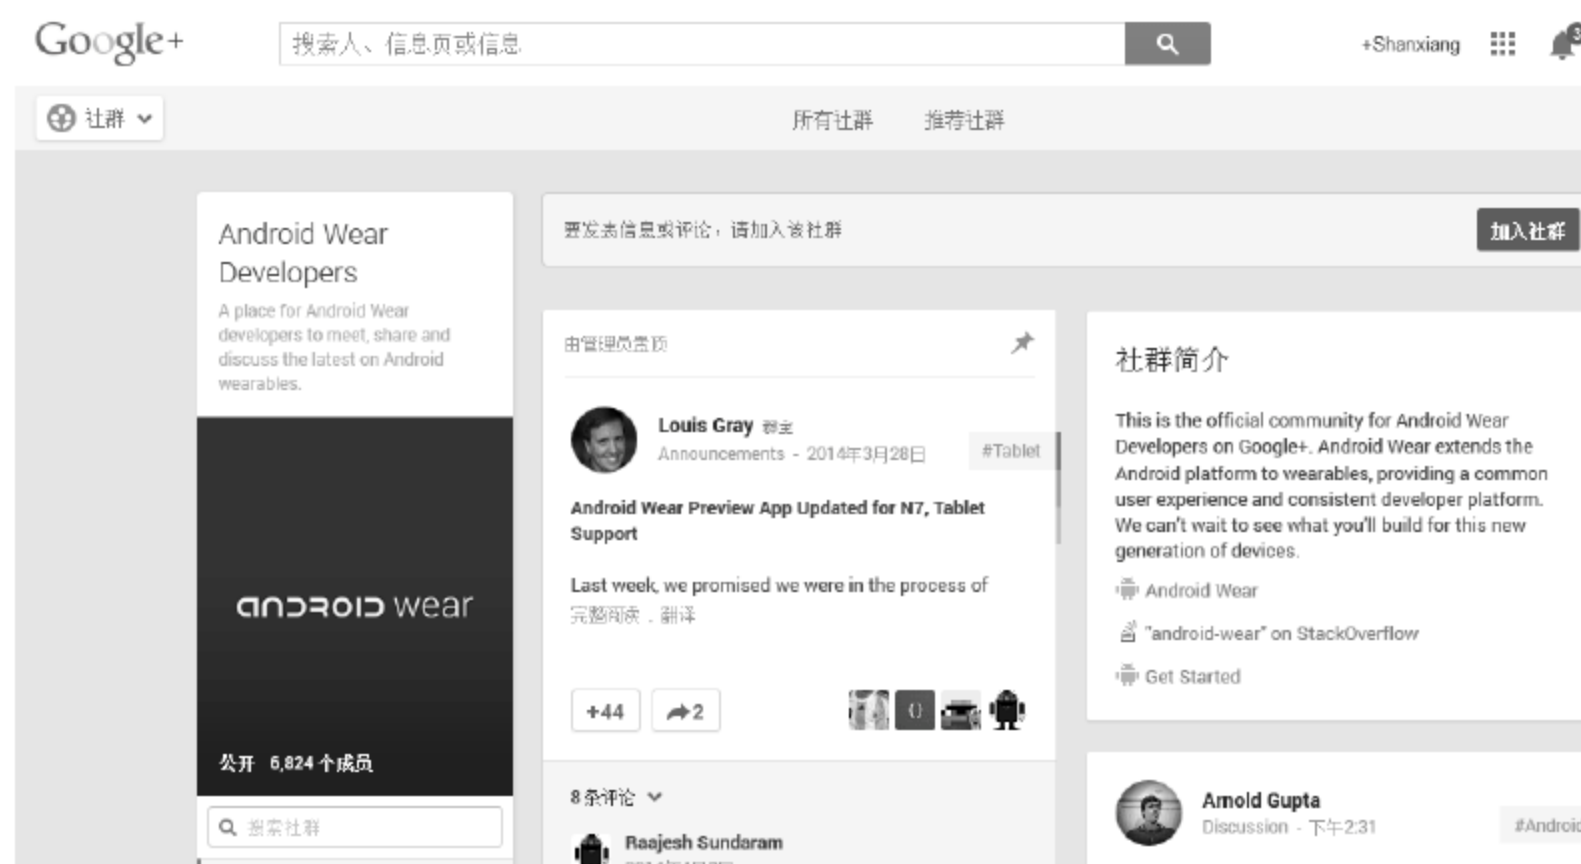 Google+
搜索人、信息页或信息
+Shanxiang
3
社群
所有社群
推荐社群
Android Wear
Developers
A place for Android Wear
developers to meet, share and
discuss the latest on Android
wearables.
ANDROID wear
公开 6,824 个成员
搜索社群
要发表信息或评论，请加入该社群
加入社群
由管理员置顶
Louis Gray 群主
Announcements - 2014年3月28日
#Tablet
Android Wear Preview App Updated for N7, Tablet
Support
Last week, we promised we were in the process of
完整阅读 . 翻译
+44
2
{}
8 条评论
Raajesh Sundaram
社群简介
This is the official community for Android Wear
Developers on Google+. Android Wear extends the
Android platform to wearables, providing a common
user experience and consistent developer platform.
We can't wait to see what you'll build for this new
generation of devices.
Android Wear
"android-wear" on StackOverflow
Get Started
Arnold Gupta
Discussion - 下午2:31
#Android